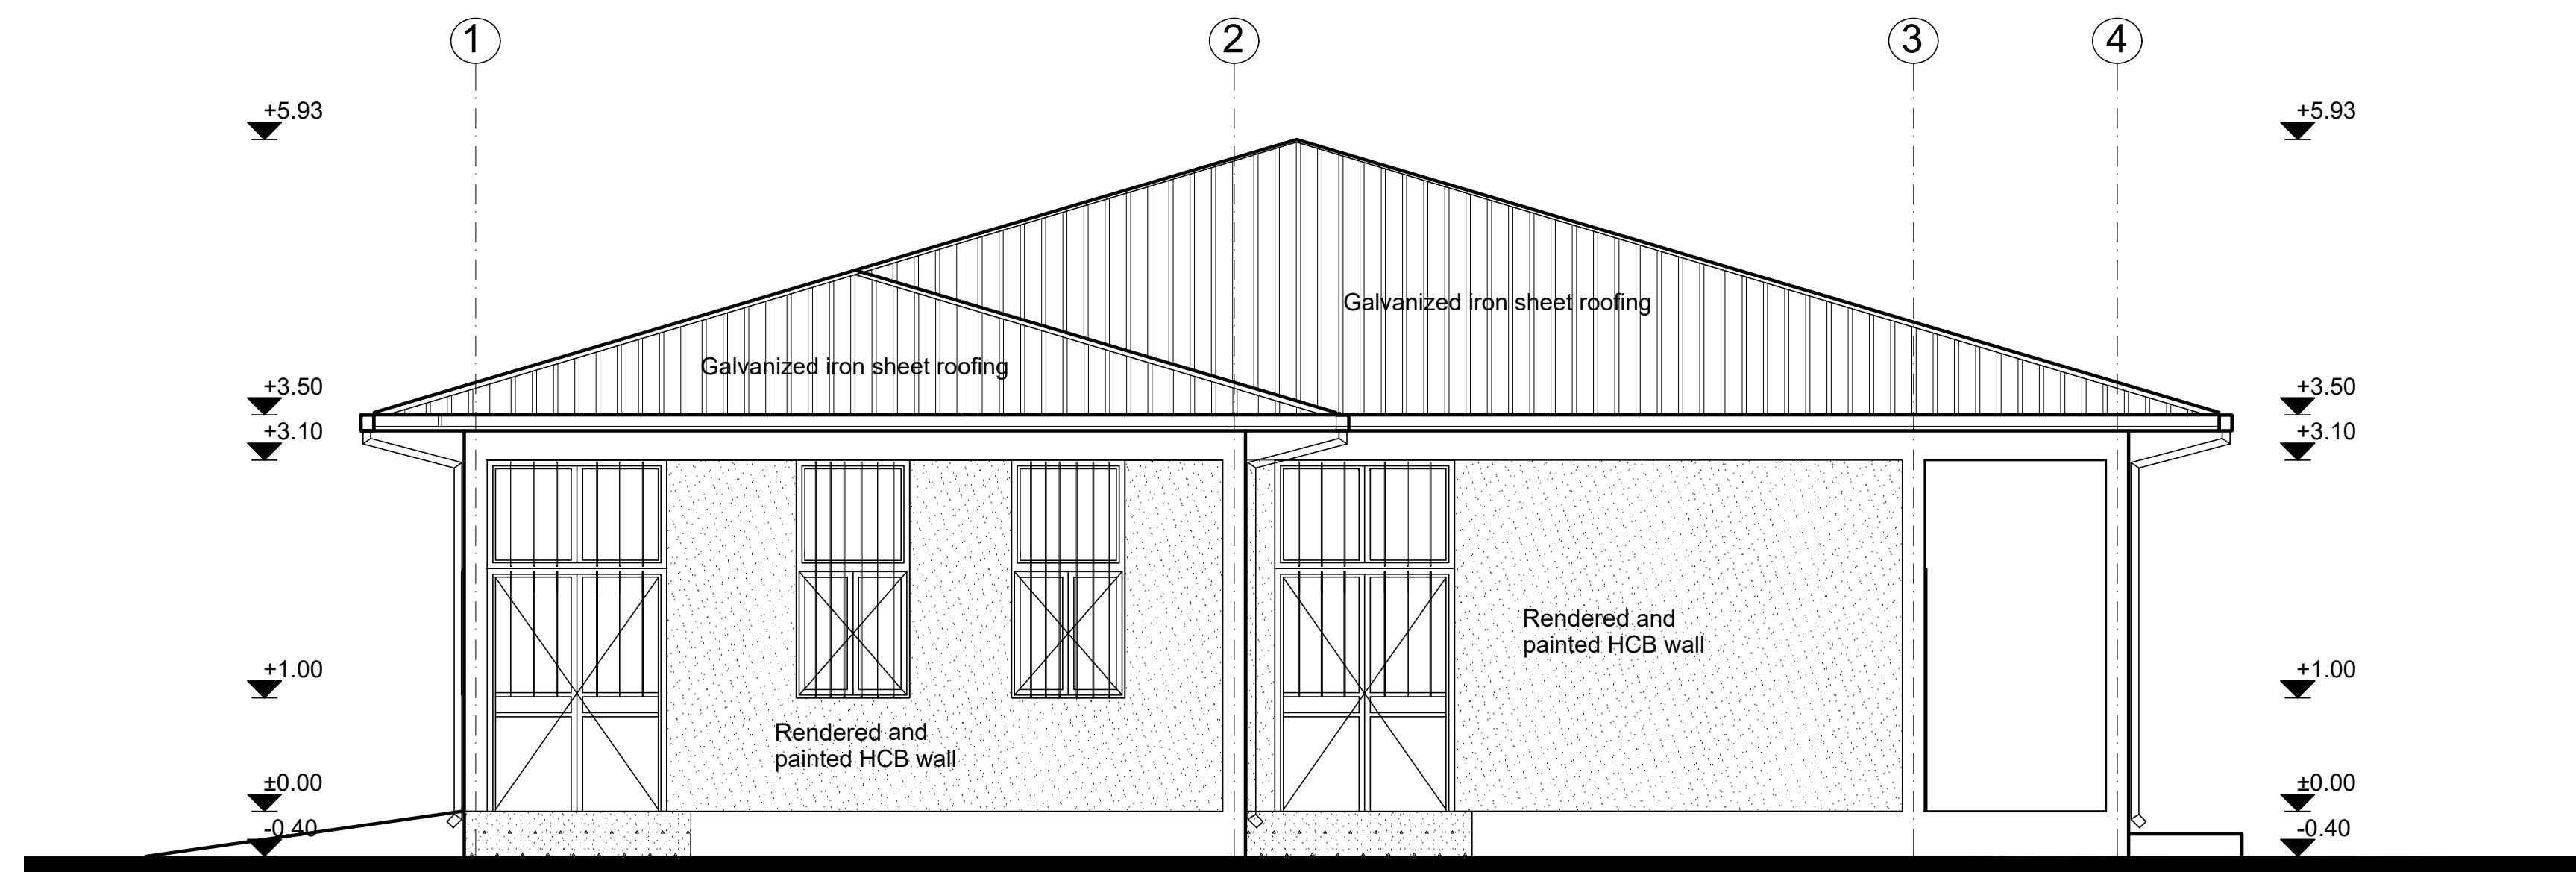 1
2
3
4
+5.93
+5.93
Galvanized iron sheet roofing
Galvanized iron sheet roofing
+3.50
+3.50
+3.10
+3.10
Rendered and
painted HCB wall
+1.00
+1.00
Rendered and
painted HCB wall
±0.00
±0.00
-0.40
-0.40